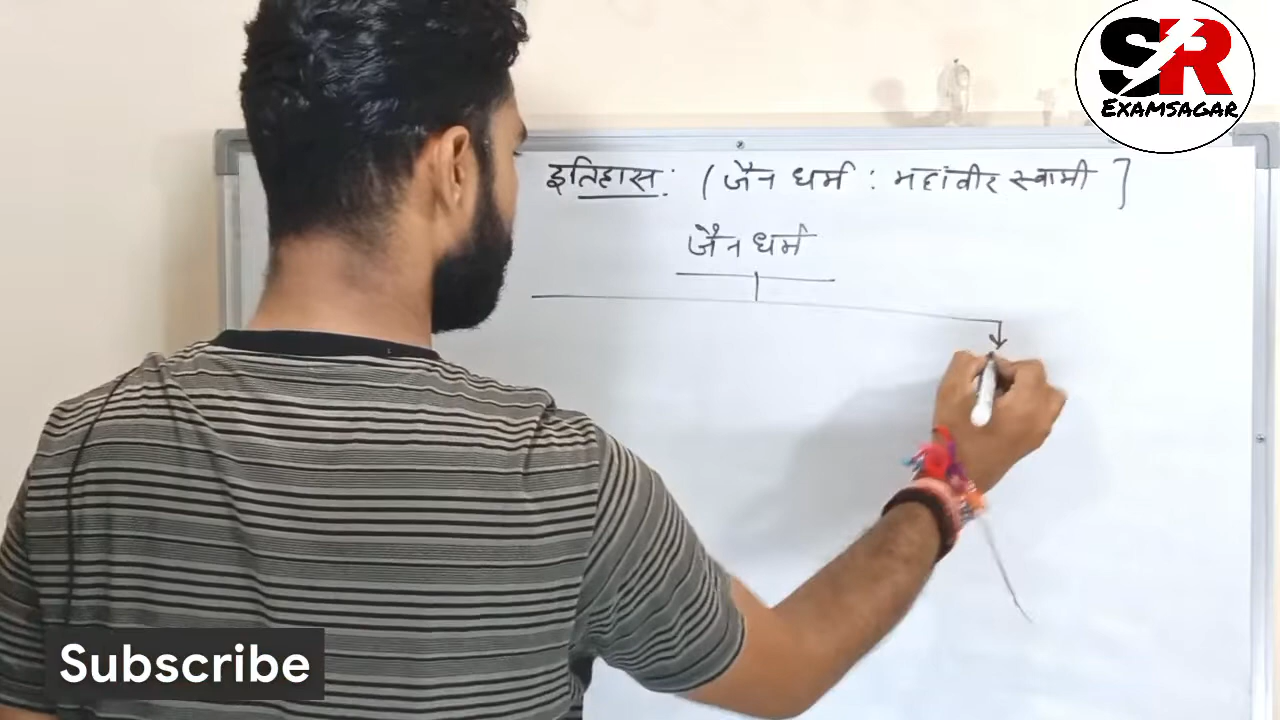 SR
EXAMSAGAR
इतिहास: (जैन धर्म : महांवीर स्वामी ]
जैन धर्म
Subscribe